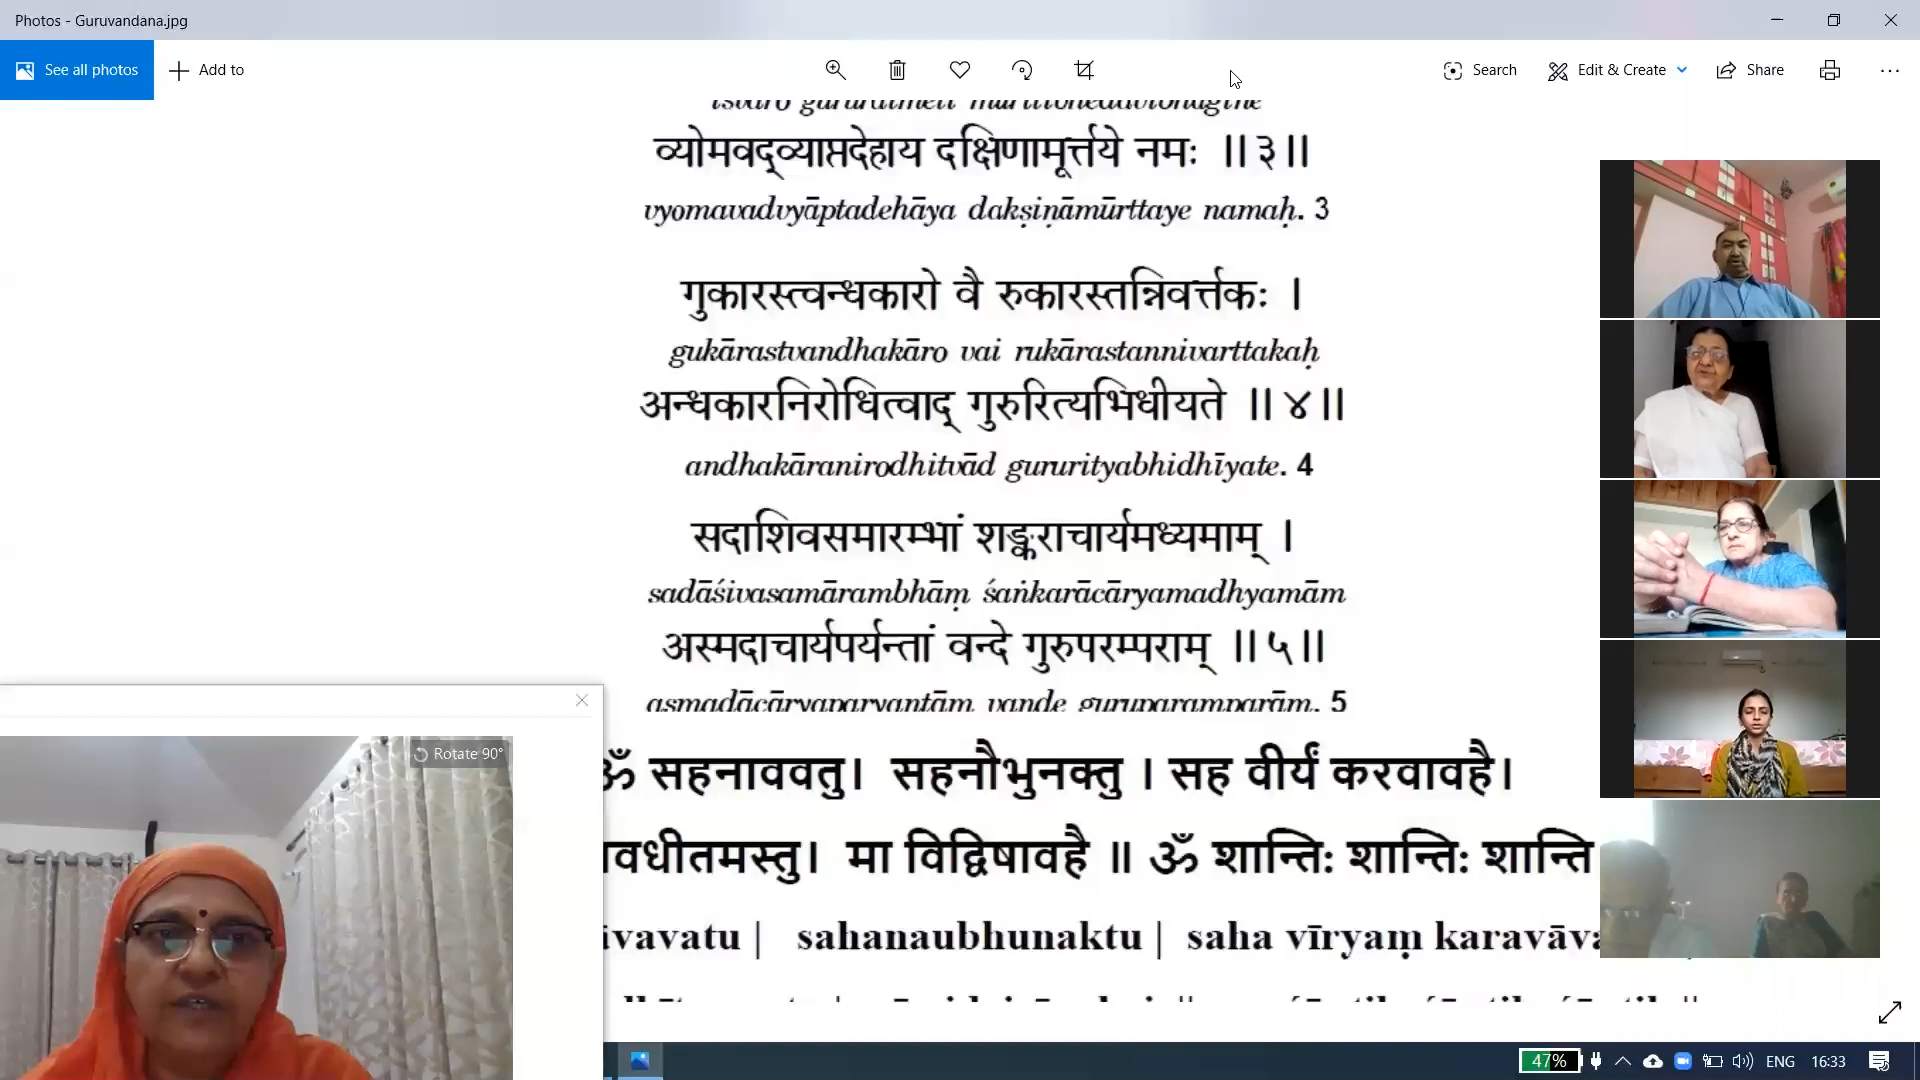 Photos - Guruvandana.jpg
See all photos
Add to
Search
Edit & Create
Share
व्योमवद्व्याप्तदेहाय दक्षिणामूर्त्तये नमः ॥३॥
vyomavadvyāptadehāya dakṣiṇāmūrttaye namaḥ. 3
गुकारस्त्वन्धकारो वै रुकारस्तन्निवर्त्तकः ।
gukārastvandhakāro vai rukārastannivarttakaḥ
अन्धकारनिरोधित्वाद् गुरुरित्यभिधीयते ॥४॥
andhakāranirodhitvād gururityabhidhīyate. 4
सदाशिवसमारम्भां शङ्कराचार्यमध्यमाम् ।
sadāśivasamārambhāṃ śaṅkarācāryamadhyamām
अस्मदाचार्यपर्यन्तां वन्दे गुरुपरम्पराम् ॥५॥
asmadācāryaparyantāṃ vande guruparamparām. 5
Rotate 90°
ॐ सहनाववतु। सहनौभुनक्तु । सह वीर्यं करवावहै।
वधीतमस्तु। मा विद्विषावहै ॥ ॐ शान्तिः शान्तिः शान्ति
āvavatu | sahanaubhunaktu | saha vīryaṃ karavāva
47%
ENG
16:33